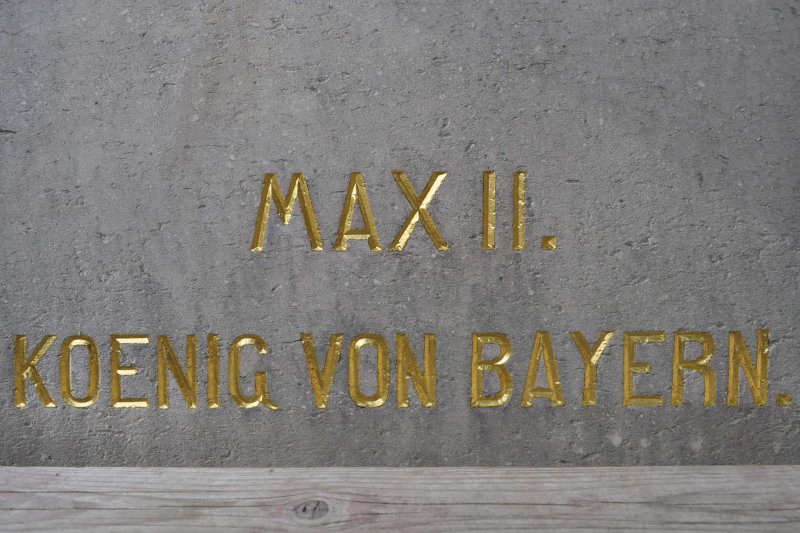 MAX II.
KOENIG VON BAYERN.